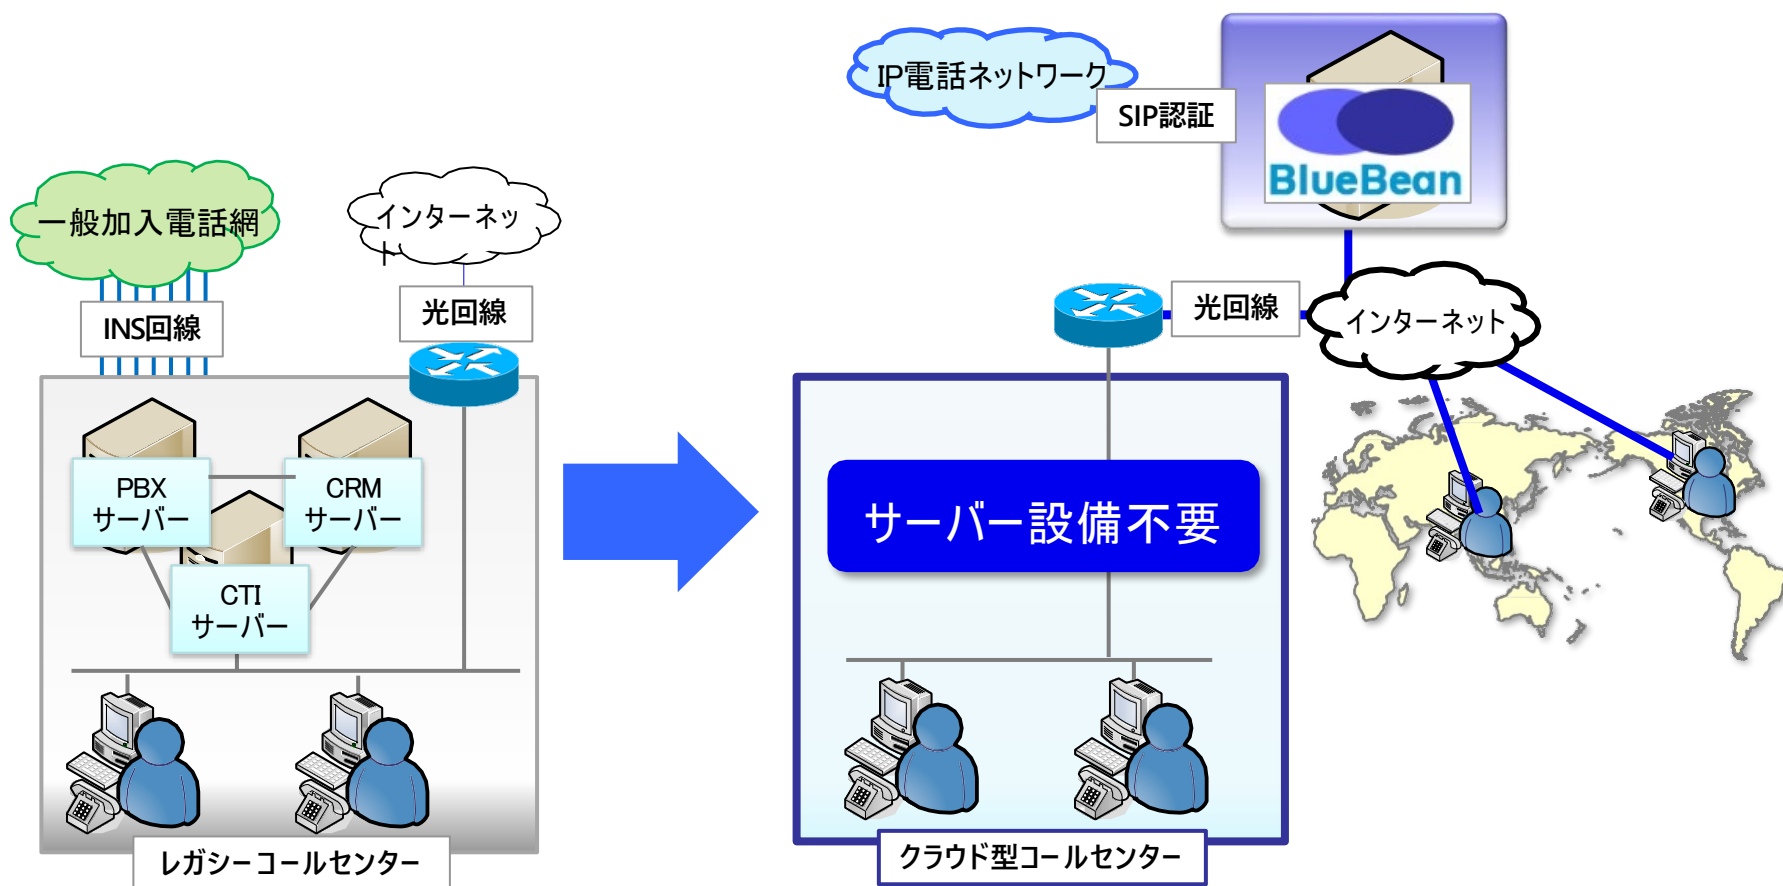 一般加入電話網
インターネッ
ト
INS回線
光回線
PBX
サーバー
CRM
サーバー
CTI
サーバー
レガシーコールセンター
IP電話ネットワーク
SIP認証
BlueBean
光回線
インターネット
サーバー設備不要
クラウド型コールセンター